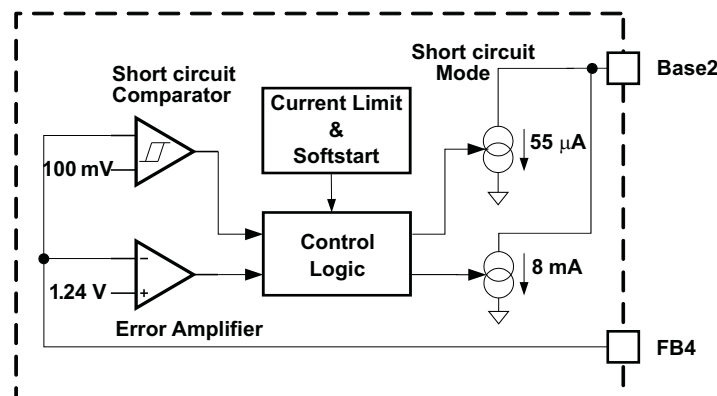 Short circuit
Mode
Base2
Short circuit
Comparator
Current Limit
&
Softstart
55 μA
100 mV
Control
Logic
−
8 mA
1.24 V
+
Error Amplifier
FB4